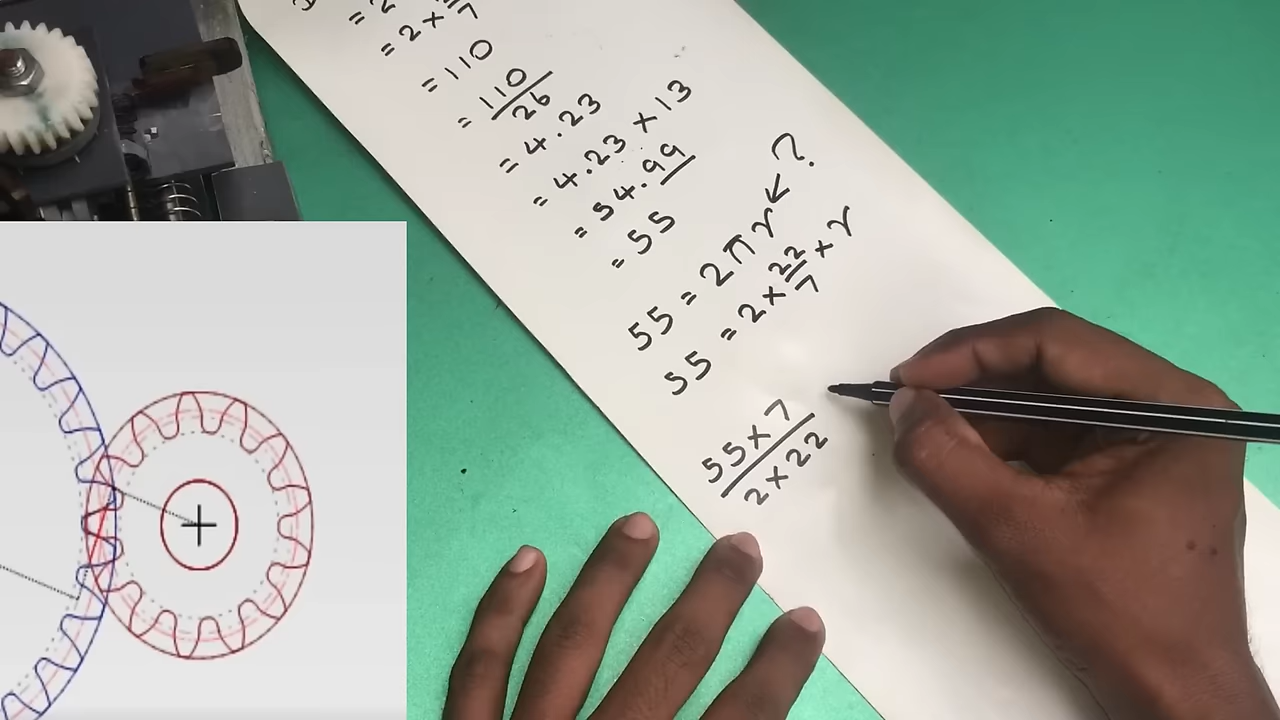 = 2
= 2 × 7
= 110
= 110/26
= 4.23
= 4.23 × 13
= 54.99
= 55
55 = 2πr ← ?
55 = 2 × 22/7 × r
55 × 7
2 × 22